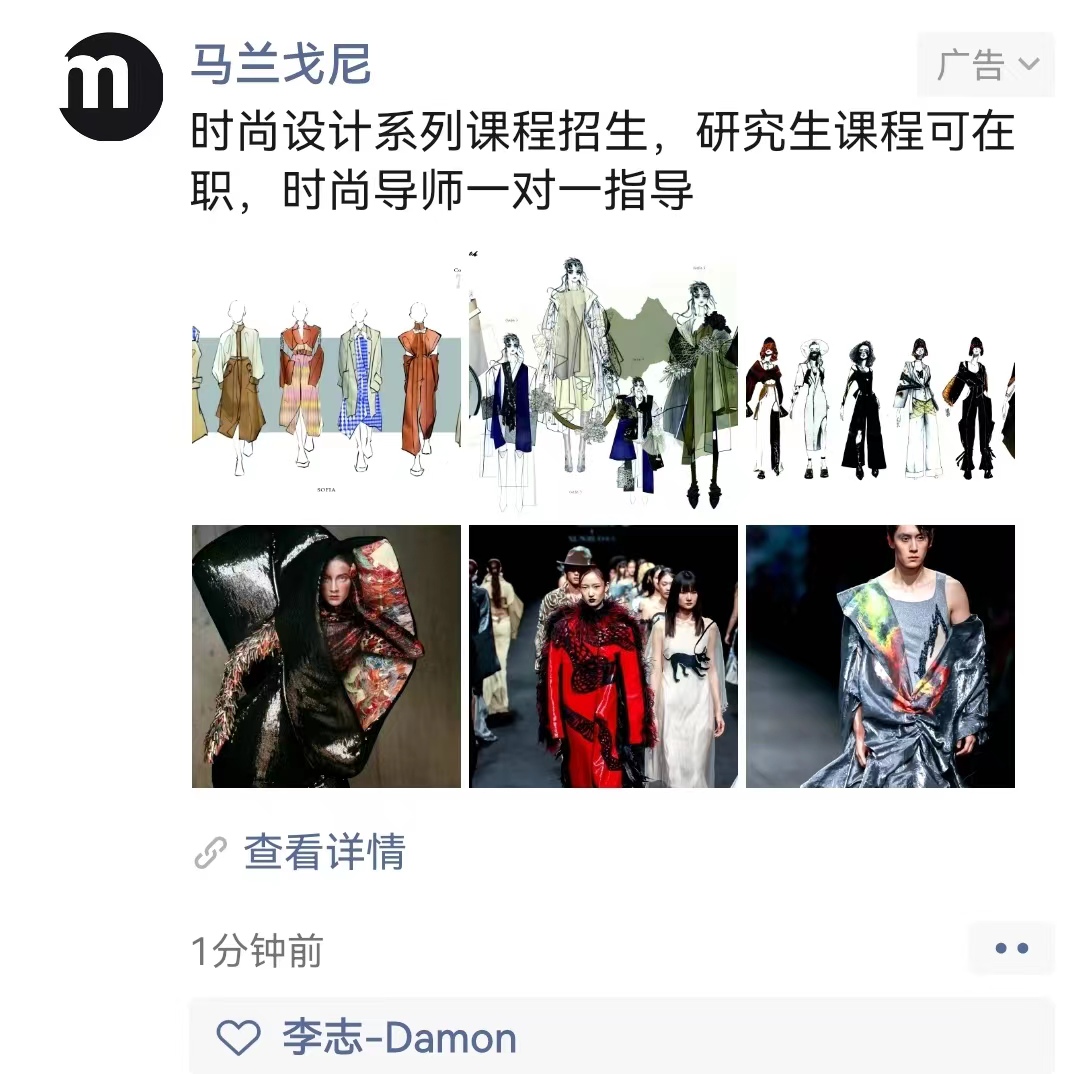 m
马兰戈尼
广告
时尚设计系列课程招生，研究生课程可在
职，时尚导师一对一指导
SOFIA
查看详情
1分钟前
李志-Damon